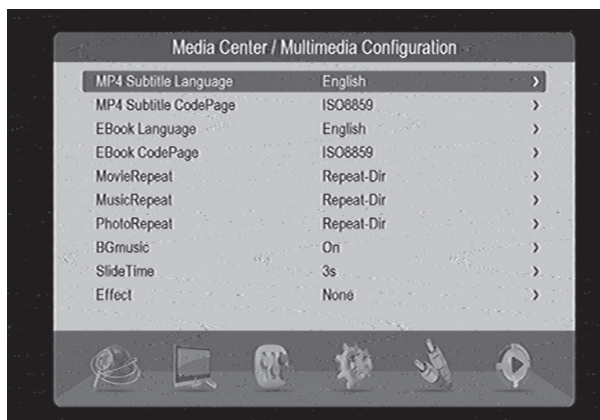 Media Center / Multimedia Configuration
MP4 Subtitle Language English
MP4 Subtitle CodePage ISO8859
EBook Language English
EBook CodePage ISO8859
MovieRepeat Repeat-Dir
MusicRepeat Repeat-Dir
PhotoRepeat Repeat-Dir
BGmusic On
SlideTime 3s
Effect None